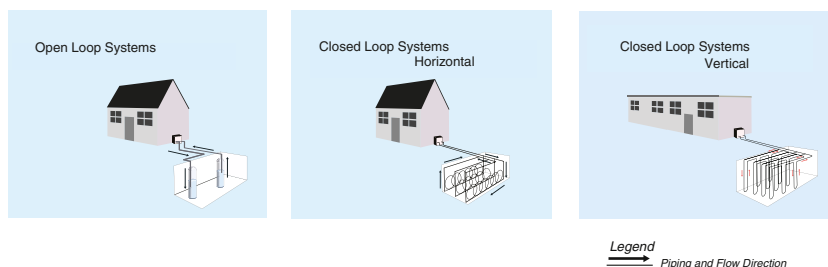 Open Loop Systems
Closed Loop Systems
Horizontal
Closed Loop Systems
Vertical
Legend
Piping and Flow Direction